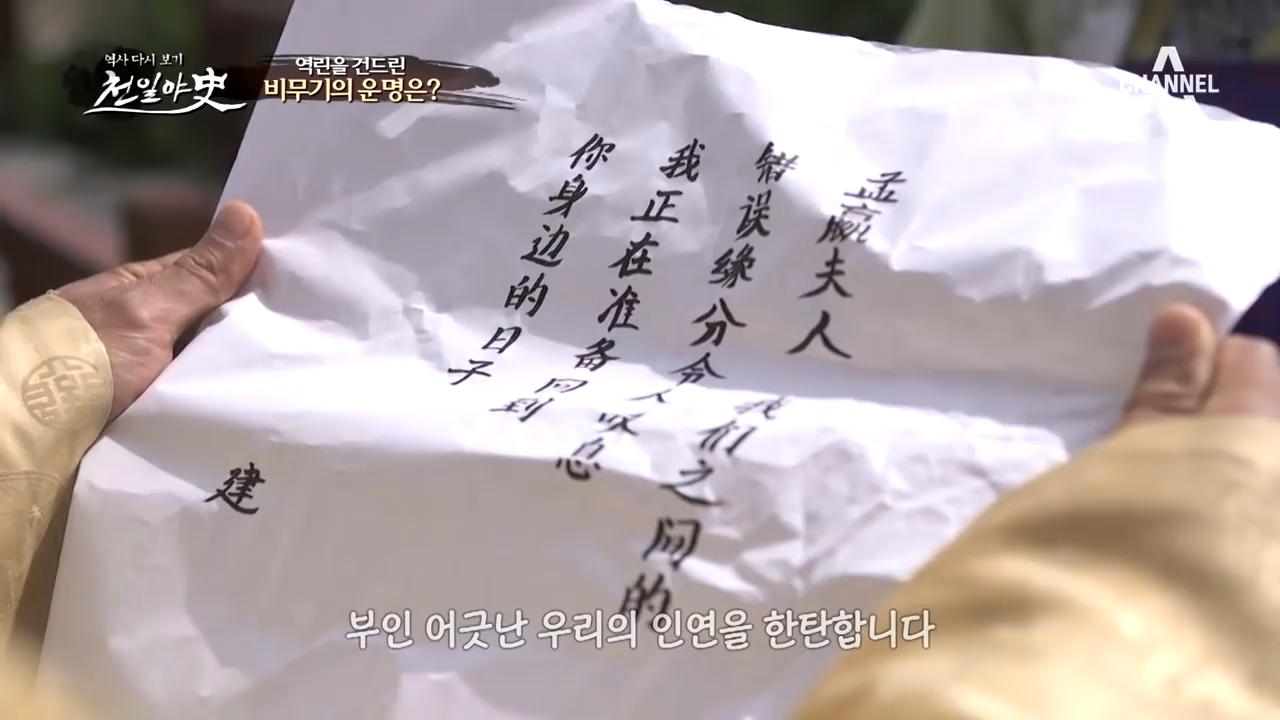 역사 다시 보기
천일야史
역린을 건드린
비무기의 운명은?
CHANNEL A
孟嬴夫人 我们之间的
错误缘分令人叹息
我正在准备回到
你身边的日子
建
부인 어긋난 우리의 인연을 한탄합니다